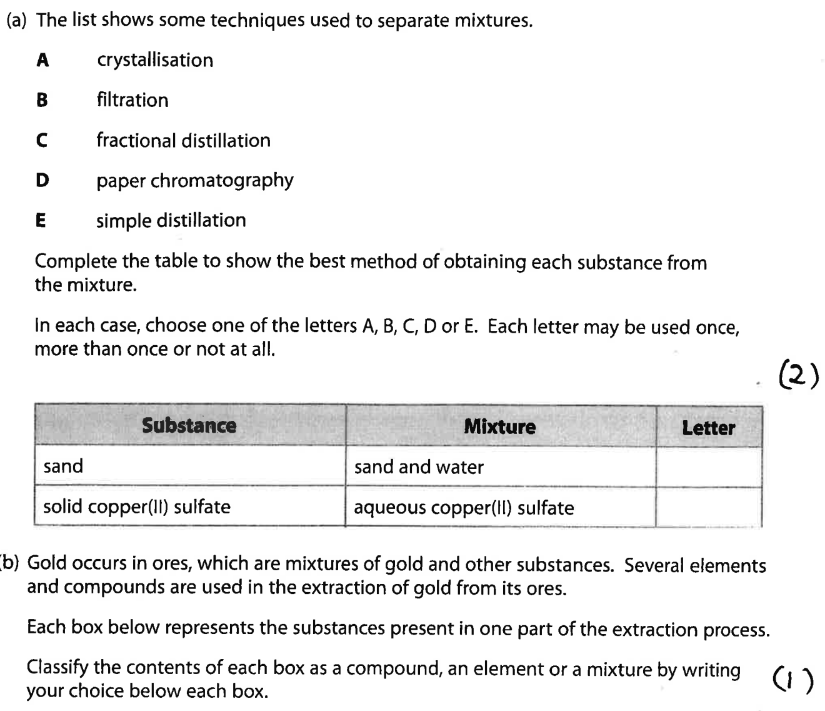 (a) The list shows some techniques used to separate mixtures.
A crystallisation
B filtration
C fractional distillation
D paper chromatography
E simple distillation
Complete the table to show the best method of obtaining each substance from
the mixture.
In each case, choose one of the letters A, B, C, D or E. Each letter may be used once,
more than once or not at all.
(2)
Substance Mixture Letter
sand sand and water
solid copper(II) sulfate aqueous copper(II) sulfate
(b) Gold occurs in ores, which are mixtures of gold and other substances. Several elements
and compounds are used in the extraction of gold from its ores.
Each box below represents the substances present in one part of the extraction process.
Classify the contents of each box as a compound, an element or a mixture by writing
(1)
your choice below each box.